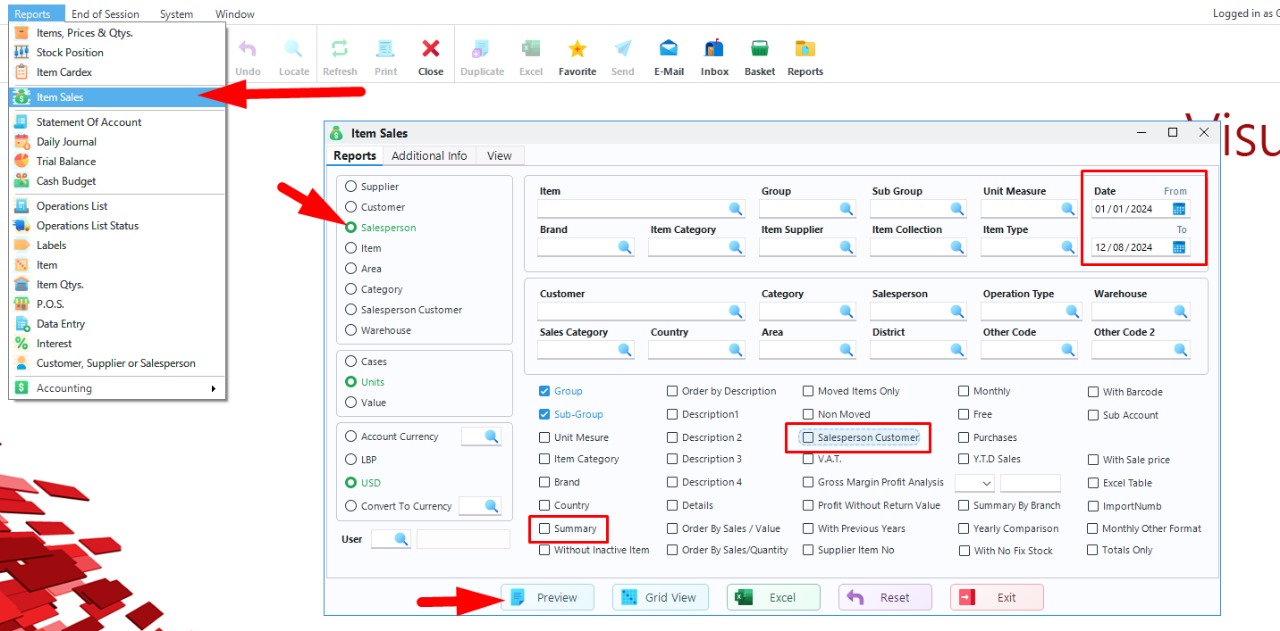 Reports End of Session System Window
Logged in as
Items, Prices & Qtys.
Stock Position
Item Cardex
Item Sales
Statement Of Account
Daily Journal
Trial Balance
Cash Budget
Operations List
Operations List Status
Labels
Item
Item Qtys.
P.O.S.
Data Entry
Interest
Customer, Supplier or Salesperson
Accounting
Undo Locate Refresh Print Close Duplicate Excel Favorite Send E-Mail Inbox Basket Reports
Visu
Item Sales
Reports Additional Info View
Supplier
Customer
Salesperson
Item
Area
Category
Salesperson Customer
Warehouse
Cases
Units
Value
Account Currency
LBP
USD
Convert To Currency
User
Item Group Sub Group Unit Measure Date From
01/01/2024
Brand Item Category Item Supplier Item Collection Item Type To
12/08/2024
Customer Category Salesperson Operation Type Warehouse
Sales Category Country Area District Other Code Other Code 2
Group Order by Description Moved Items Only Monthly With Barcode
Sub-Group Description1 Non Moved Free Sub Account
Unit Mesure Description 2 Salesperson Customer Purchases
Item Category Description 3 V.A.T. Y.T.D Sales With Sale price
Brand Description 4 Gross Margin Profit Analysis Excel Table
Country Details Profit Without Return Value Summary By Branch ImportNumb
Summary Order By Sales / Value With Previous Years Yearly Comparison Monthly Other Format
Without Inactive Item Order By Sales/Quantity Supplier Item No With No Fix Stock Totals Only
Preview Grid View Excel Reset Exit